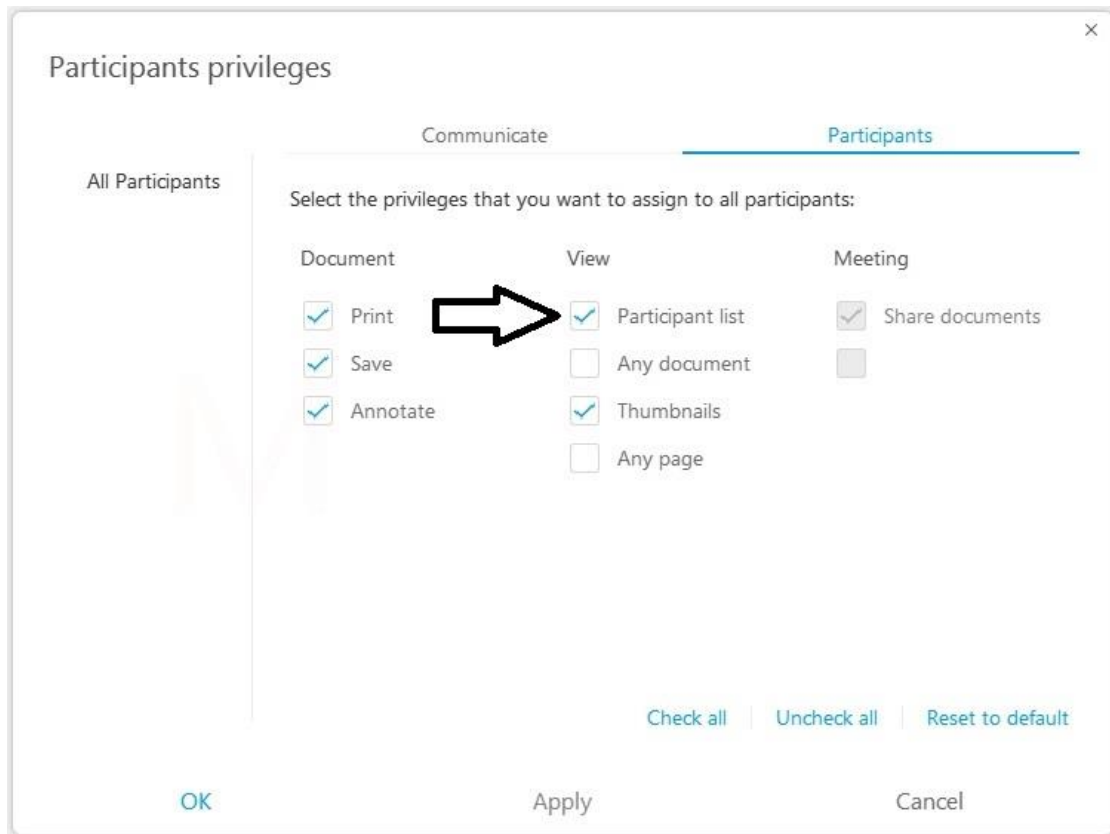 Participants privileges
Communicate
Participants
All Participants
Select the privileges that you want to assign to all participants:
Document
View
Meeting
Print
Participant list
Share documents
Save
Any document
Annotate
Thumbnails
Any page
Check all
Uncheck all
Reset to default
OK
Apply
Cancel